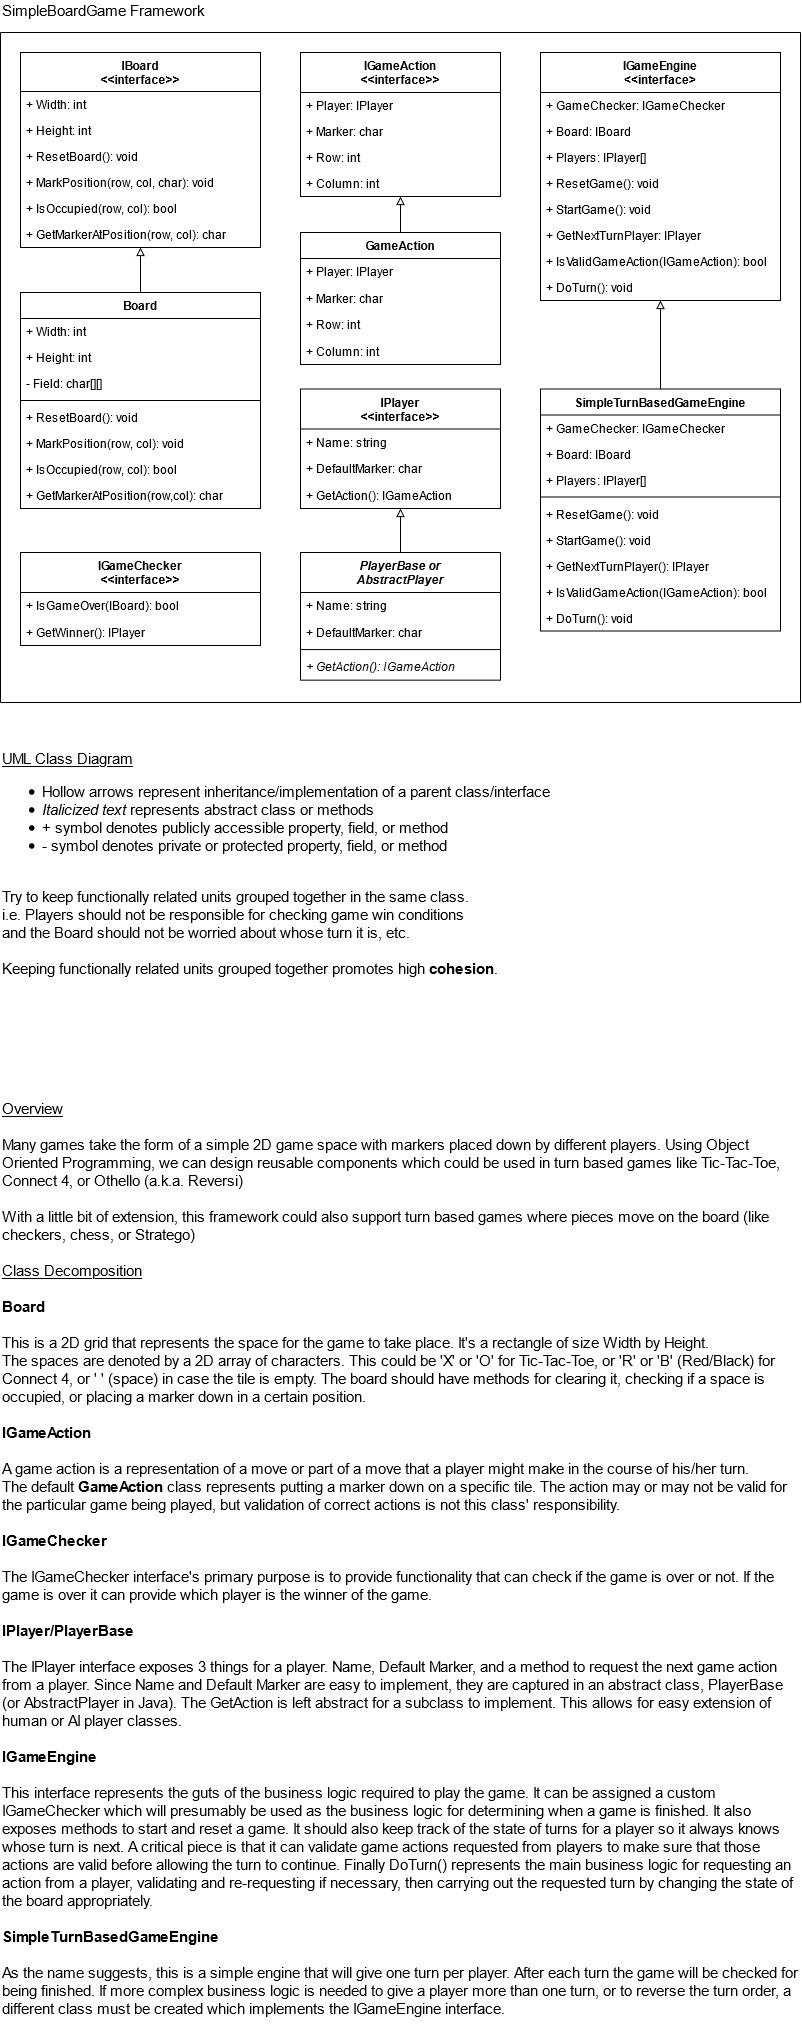 SimpleBoardGame Framework
IBoard
<<interface>>
+ Width: int
+ Height: int
+ ResetBoard(): void
+ MarkPosition(row, col, char): void
+ IsOccupied(row, col): bool
+ GetMarkerAtPosition(row, col): char
Board
+ Width: int
+ Height: int
- Field: char[][]
+ ResetBoard(): void
+ MarkPosition(row, col): void
+ IsOccupied(row, col): bool
+ GetMarkerAtPosition(row,col): char
IGameChecker
<<interface>>
+ IsGameOver(IBoard): bool
+ GetWinner(): IPlayer
IGameAction
<<interface>>
+ Player: IPlayer
+ Marker: char
+ Row: int
+ Column: int
GameAction
+ Player: IPlayer
+ Marker: char
+ Row: int
+ Column: int
IPlayer
<<interface>>
+ Name: string
+ DefaultMarker: char
+ GetAction(): IGameAction
PlayerBase or
AbstractPlayer
+ Name: string
+ DefaultMarker: char
+ GetAction(): IGameAction
IGameEngine
<<interface>
+ GameChecker: IGameChecker
+ Board: IBoard
+ Players: IPlayer[]
+ ResetGame(): void
+ StartGame(): void
+ GetNextTurnPlayer: IPlayer
+ IsValidGameAction(IGameAction): bool
+ DoTurn(): void
SimpleTurnBasedGameEngine
+ GameChecker: IGameChecker
+ Board: IBoard
+ Players: IPlayer[]
+ ResetGame(): void
+ StartGame(): void
+ GetNextTurnPlayer(): IPlayer
+ IsValidGameAction(IGameAction): bool
+ DoTurn(): void
UML Class Diagram
• Hollow arrows represent inheritance/implementation of a parent class/interface
• Italicized text represents abstract class or methods
• + symbol denotes publicly accessible property, field, or method
• - symbol denotes private or protected property, field, or method
Try to keep functionally related units grouped together in the same class.
i.e. Players should not be responsible for checking game win conditions
and the Board should not be worried about whose turn it is, etc.
Keeping functionally related units grouped together promotes high cohesion.
Overview
Many games take the form of a simple 2D game space with markers placed down by different players. Using Object
Oriented Programming, we can design reusable components which could be used in turn based games like Tic-Tac-Toe,
Connect 4, or Othello (a.k.a. Reversi)
With a little bit of extension, this framework could also support turn based games where pieces move on the board (like
checkers, chess, or Stratego)
Class Decomposition
Board
This is a 2D grid that represents the space for the game to take place. It's a rectangle of size Width by Height.
The spaces are denoted by a 2D array of characters. This could be 'X' or 'O' for Tic-Tac-Toe, or 'R' or 'B' (Red/Black) for
Connect 4, or ' ' (space) in case the tile is empty. The board should have methods for clearing it, checking if a space is
occupied, or placing a marker down in a certain position.
IGameAction
A game action is a representation of a move or part of a move that a player might make in the course of his/her turn.
The default GameAction class represents putting a marker down on a specific tile. The action may or may not be valid for
the particular game being played, but validation of correct actions is not this class' responsibility.
IGameChecker
The IGameChecker interface's primary purpose is to provide functionality that can check if the game is over or not. If the
game is over it can provide which player is the winner of the game.
IPlayer/PlayerBase
The IPlayer interface exposes 3 things for a player. Name, Default Marker, and a method to request the next game action
from a player. Since Name and Default Marker are easy to implement, they are captured in an abstract class, PlayerBase
(or AbstractPlayer in Java). The GetAction is left abstract for a subclass to implement. This allows for easy extension of
human or AI player classes.
IGameEngine
This interface represents the guts of the business logic required to play the game. It can be assigned a custom
IGameChecker which will presumably be used as the business logic for determining when a game is finished. It also
exposes methods to start and reset a game. It should also keep track of the state of turns for a player so it always knows
whose turn is next. A critical piece is that it can validate game actions requested from players to make sure that those
actions are valid before allowing the turn to continue. Finally DoTurn() represents the main business logic for requesting an
action from a player, validating and re-requesting if necessary, then carrying out the requested turn by changing the state of
the board appropriately.
SimpleTurnBasedGameEngine
As the name suggests, this is a simple engine that will give one turn per player. After each turn the game will be checked for
being finished. If more complex business logic is needed to give a player more than one turn, or to reverse the turn order, a
different class must be created which implements the IGameEngine interface.